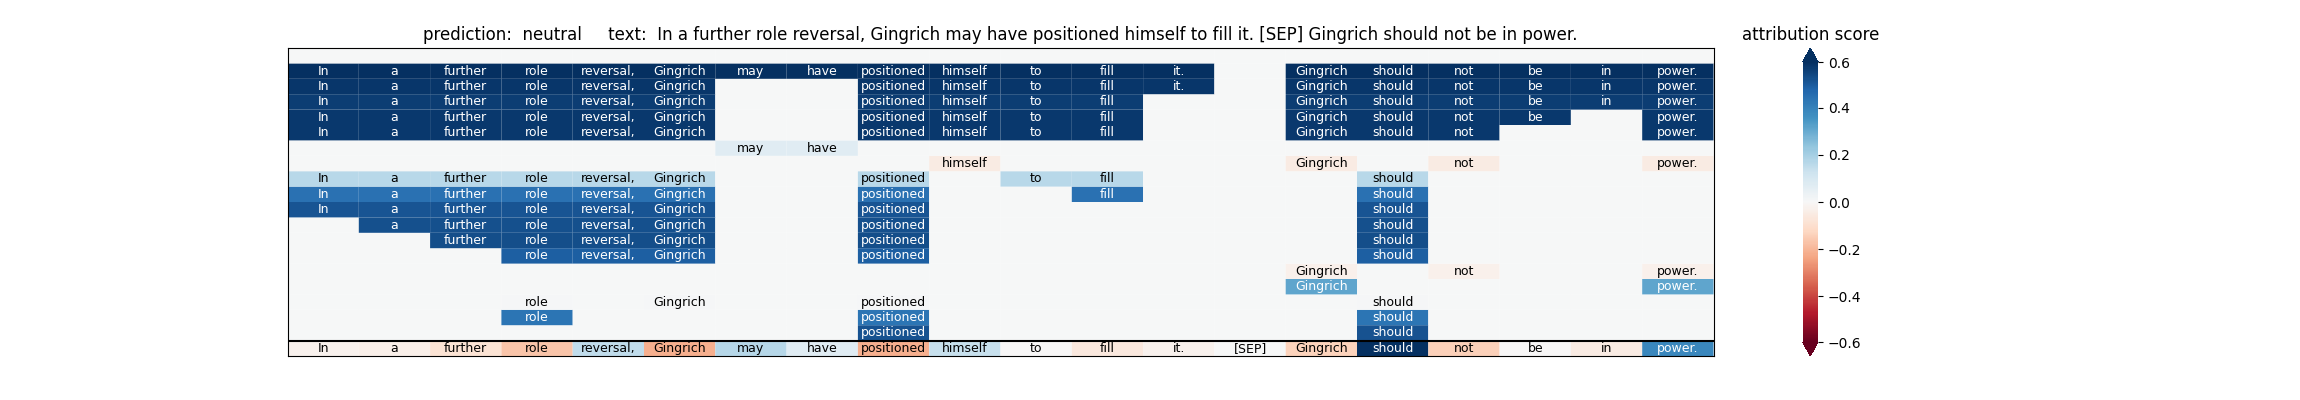 prediction:  neutral     text:  In a further role reversal, Gingrich may have positioned himself to fill it. [SEP] Gingrich should not be in power.
attribution score
In a further role reversal, Gingrich may have positioned himself to fill it. Gingrich should not be in power.
In a further role reversal, Gingrich positioned himself to fill it. Gingrich should not be in power.
In a further role reversal, Gingrich positioned himself to fill Gingrich should not be in power.
In a further role reversal, Gingrich positioned himself to fill Gingrich should not be power.
In a further role reversal, Gingrich positioned himself to fill Gingrich should not power.
may have
himself Gingrich not power.
In a further role reversal, Gingrich positioned to fill should
In a further role reversal, Gingrich positioned fill should
In a further role reversal, Gingrich positioned should
a further role reversal, Gingrich positioned should
further role reversal, Gingrich positioned should
role reversal, Gingrich positioned should
Gingrich not power.
Gingrich power.
role Gingrich positioned should
role positioned should
positioned should
In a further role reversal, Gingrich may have positioned himself to fill it. [SEP] Gingrich should not be in power.
0.6
0.4
0.2
0.0
−0.2
−0.4
−0.6